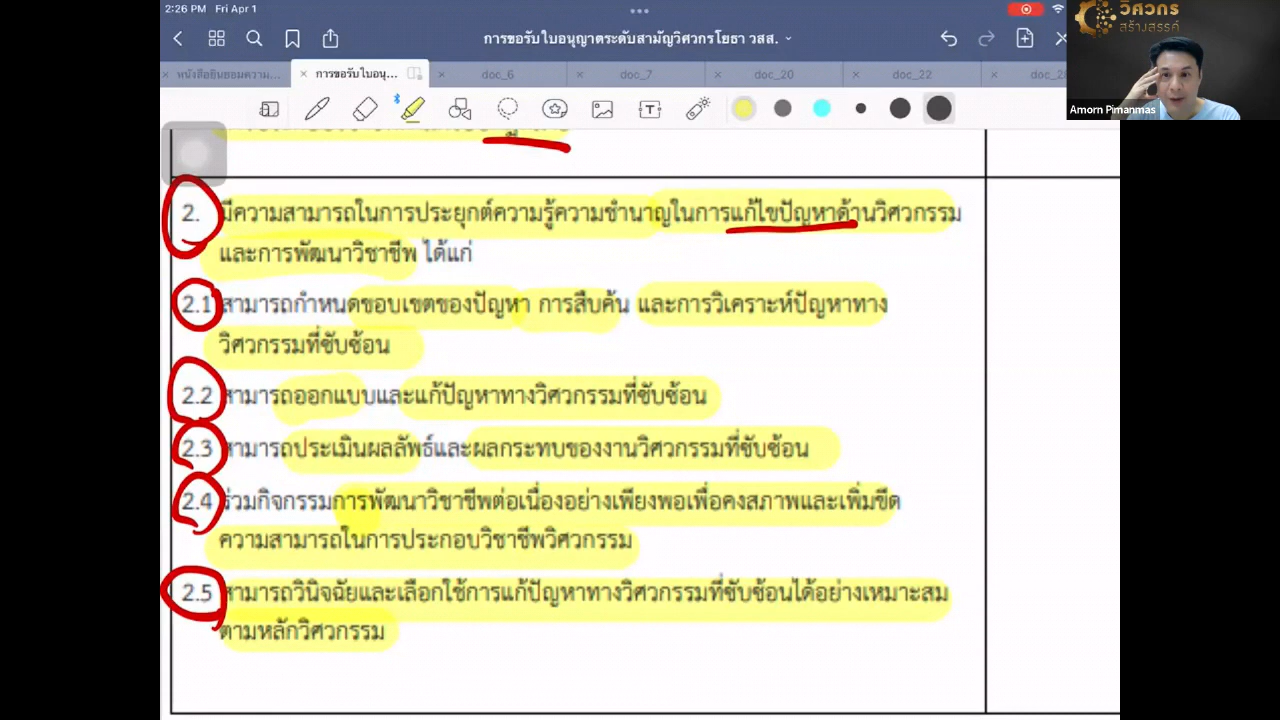 2:26 PM Fri Apr 1
วิศวกร
สร้างสรรค์
การขอรับใบอนุญาตระดับสามัญวิศวกรโยธา วสส.
หนังสือยินยอมความ... การขอรับใบอนุ... doc_6 doc_7 doc_20 doc_22
Amorn Pimanmas
2. มีความสามารถในการประยุกต์ความรู้ความชำนาญในการแก้ไขปัญหาด้านวิศวกรรม
และการพัฒนาวิชาชีพ ได้แก่
2.1 สามารถกำหนดขอบเขตของปัญหา การสืบค้น และการวิเคราะห์ปัญหาทาง
วิศวกรรมที่ซับซ้อน
2.2 สามารถออกแบบและแก้ปัญหาทางวิศวกรรมที่ซับซ้อน
2.3 สามารถประเมินผลลัพธ์และผลกระทบของงานวิศวกรรมที่ซับซ้อน
2.4 ร่วมกิจกรรมการพัฒนาวิชาชีพต่อเนื่องอย่างเพียงพอเพื่อคงสภาพและเพิ่มขีด
ความสามารถในการประกอบวิชาชีพวิศวกรรม
2.5 สามารถวินิจฉัยและเลือกใช้การแก้ปัญหาทางวิศวกรรมที่ซับซ้อนได้อย่างเหมาะสม
ตามหลักวิศวกรรม